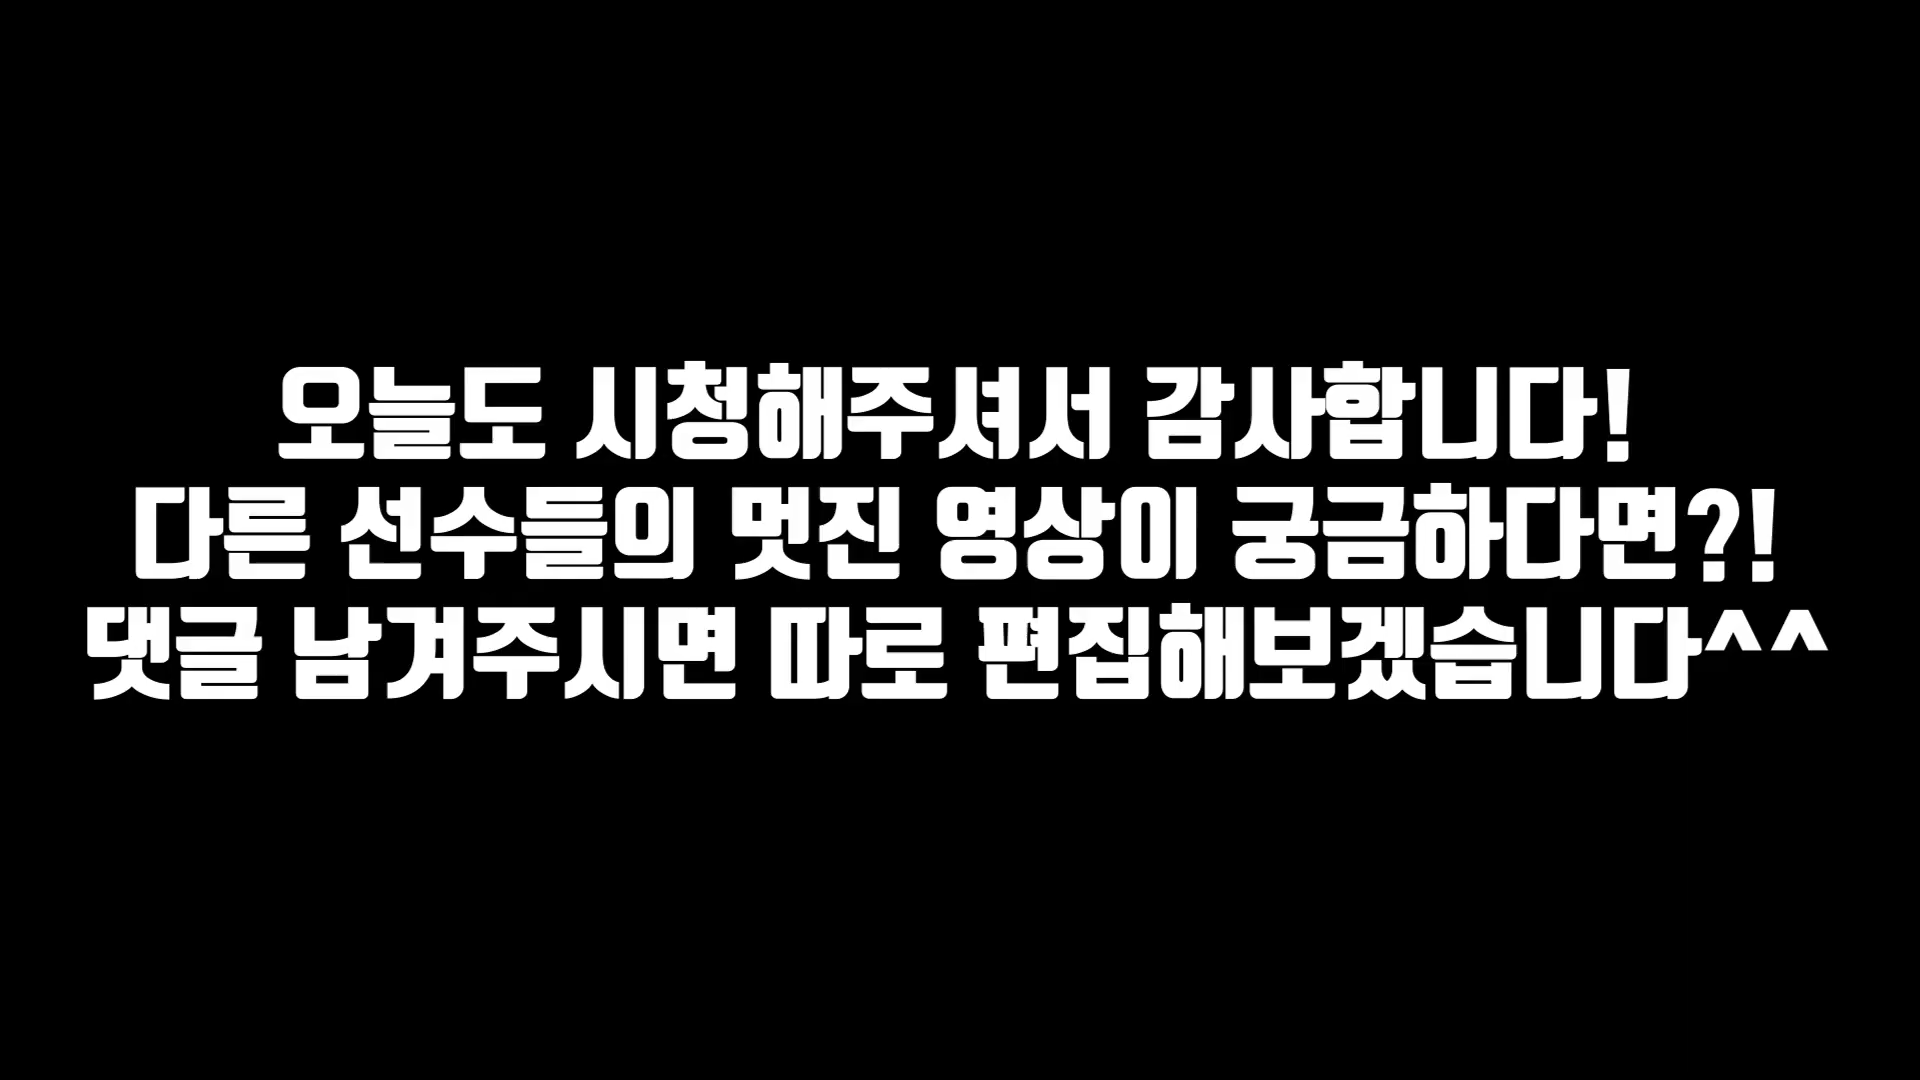 오늘도 시청해주셔서 감사합니다!
다른 선수들의 멋진 영상이 궁금하다면?!
댓글 남겨주시면 따로 편집해보겠습니다^^